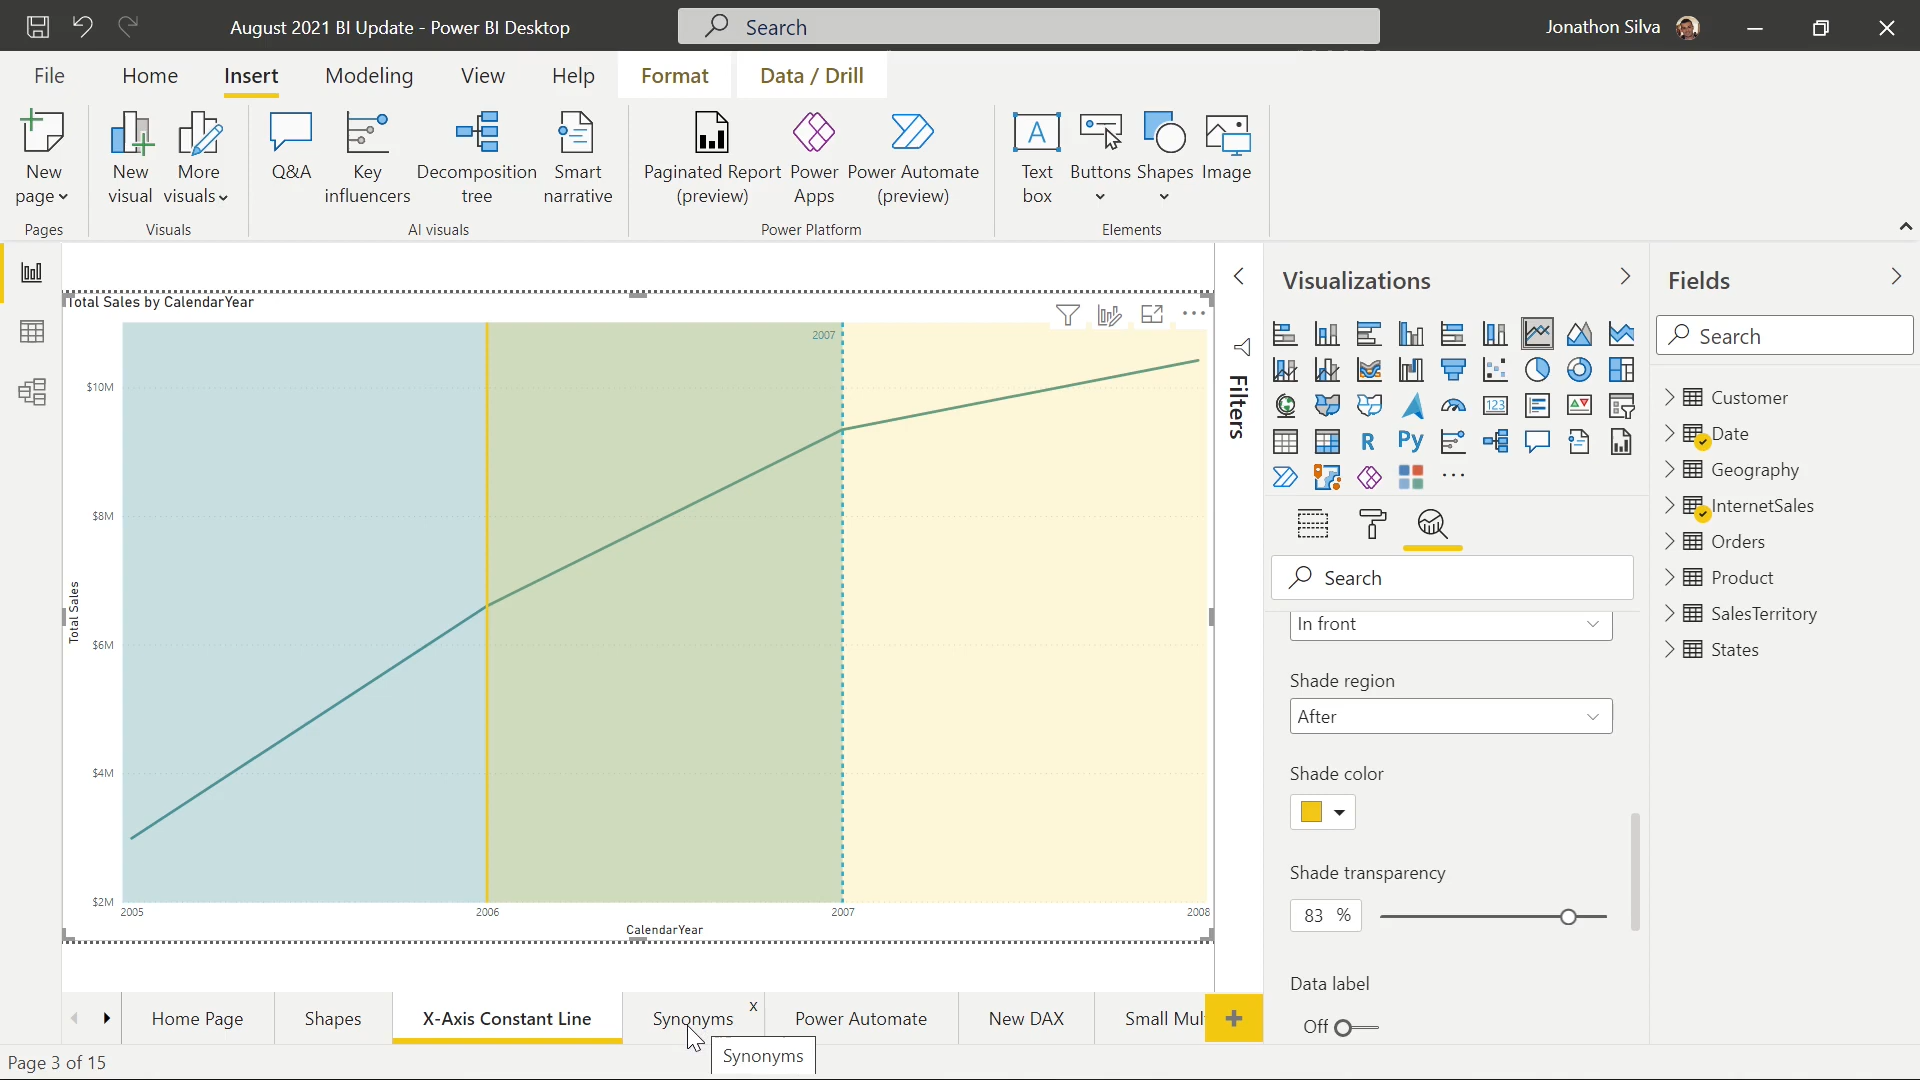 August 2021 BI Update - Power BI Desktop
Search
Jonathon Silva
File
Home
Insert
Modeling
View
Help
Format
Data / Drill
New page
New visual
More visuals
Q&A
Key influencers
Decomposition tree
Smart narrative
Paginated Report (preview)
Power Apps
Power Automate (preview)
Text box
Buttons
Shapes
Image
Pages
Visuals
AI visuals
Power Platform
Elements
Total Sales by CalendarYear
2007
$10M
$8M
$6M
$4M
$2M
Total Sales
2005
2006
2007
2008
CalendarYear
Filters
Visualizations
123
R
Py
Search
In front
Shade region
After
Shade color
Shade transparency
83 %
Data label
Off
Fields
Search
Customer
Date
Geography
InternetSales
Orders
Product
SalesTerritory
States
Home Page
Shapes
X-Axis Constant Line
Synonyms
x
Power Automate
New DAX
Small Mul
+
Synonyms
Page 3 of 15